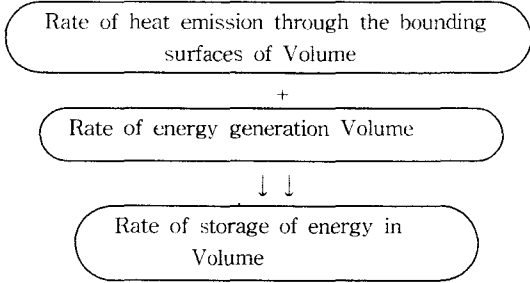 Rate of heat emission through the bounding
surfaces of Volume
+
Rate of energy generation Volume
↓ ↓
Rate of storage of energy in
Volume